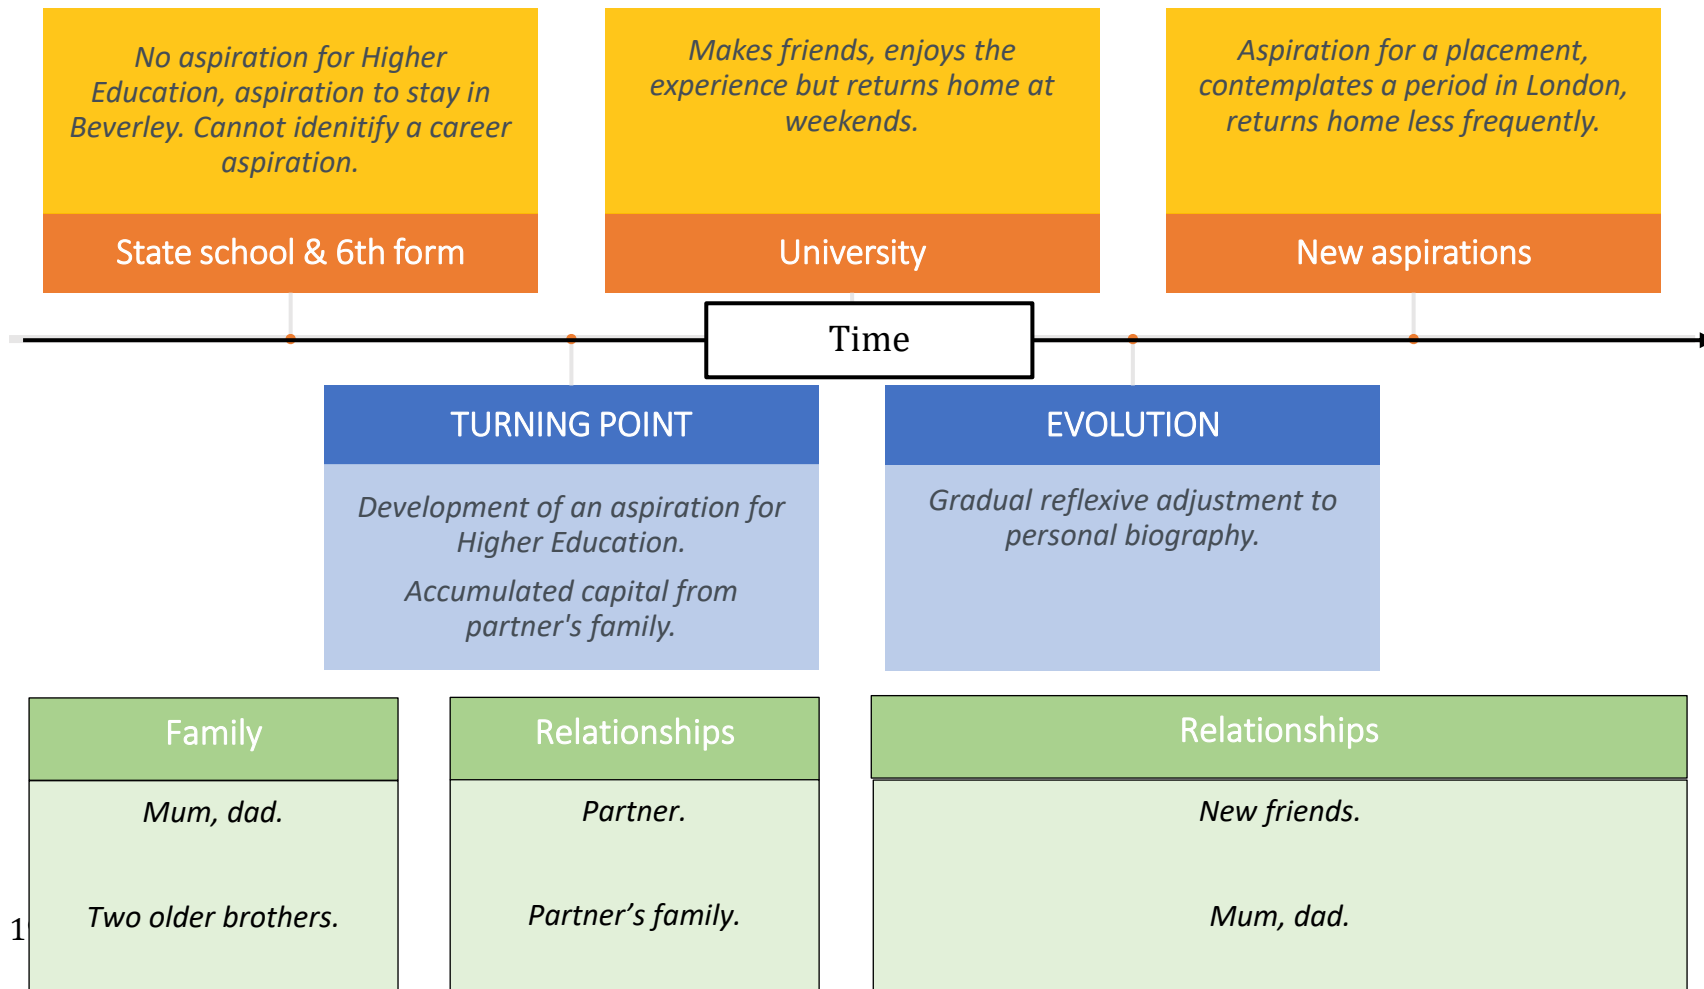 No aspiration for Higher
Education, aspiration to stay in
Beverley. Cannot idenitify a career
aspiration.
State school & 6th form
Makes friends, enjoys the
experience but returns home at
weekends.
University
Aspiration for a placement,
contemplates a period in London,
returns home less frequently.
New aspirations
Time
TURNING POINT
Development of an aspiration for
Higher Education.
Accumulated capital from
partner's family.
EVOLUTION
Gradual reflexive adjustment to
personal biography.
Family
Mum, dad.
Two older brothers.
Relationships
Partner.
Partner’s family.
Relationships
New friends.
Mum, dad.